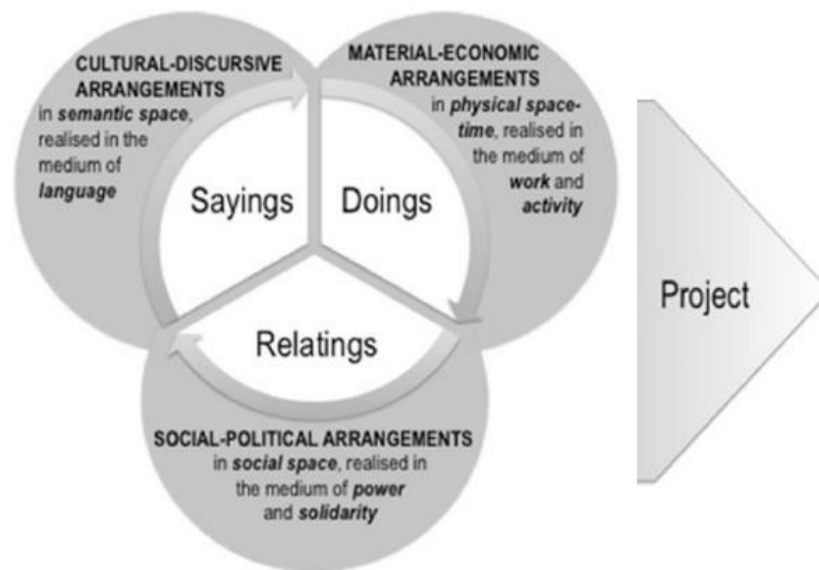 CULTURAL-DISCURSIVE
ARRANGEMENTS
in semantic space,
realised in the
medium of
language
MATERIAL-ECONOMIC
ARRANGEMENTS
in physical space-
time, realised in
the medium of
work and
activity
Sayings
Doings
Relatings
SOCIAL-POLITICAL ARRANGEMENTS
in social space, realised in
the medium of power
and solidarity
Project